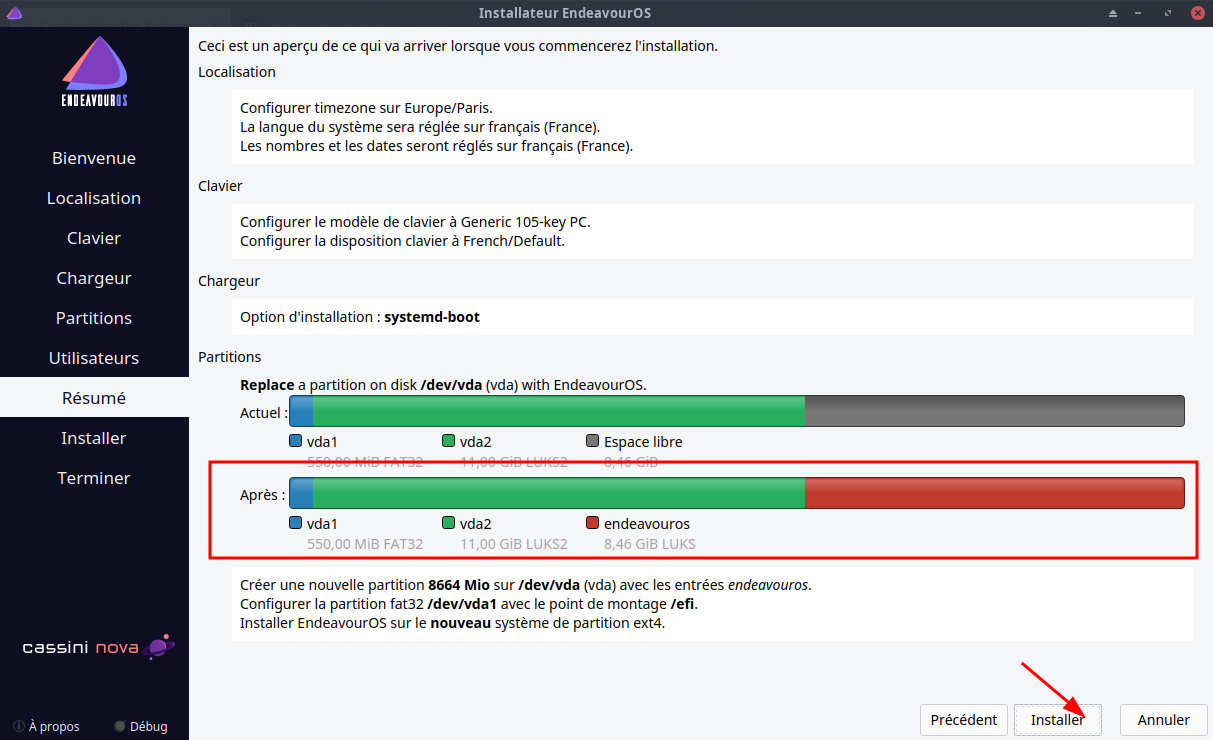 Installateur EndeavourOS
ENDEAVOUROS
Bienvenue
Localisation
Clavier
Chargeur
Partitions
Utilisateurs
Résumé
Installer
Terminer
cassini nova
À propos
Débug
Ceci est un aperçu de ce qui va arriver lorsque vous commencerez l'installation.
Localisation
Configurer timezone sur Europe/Paris.
La langue du système sera réglée sur français (France).
Les nombres et les dates seront réglés sur français (France).
Clavier
Configurer le modèle de clavier à Generic 105-key PC.
Configurer la disposition clavier à French/Default.
Chargeur
Option d'installation : systemd-boot
Partitions
Replace a partition on disk /dev/vda (vda) with EndeavourOS.
Actuel :
vda1 vda2 Espace libre
550,00 MiB FAT32 11,00 GiB LUKS2 8,46 GiB
Après :
vda1 vda2 endeavouros
550,00 MiB FAT32 11,00 GiB LUKS2 8,46 GiB LUKS
Créer une nouvelle partition 8664 Mio sur /dev/vda (vda) avec les entrées endeavouros.
Configurer la partition fat32 /dev/vda1 avec le point de montage /efi.
Installer EndeavourOS sur le nouveau système de partition ext4.
Précédent Installer Annuler